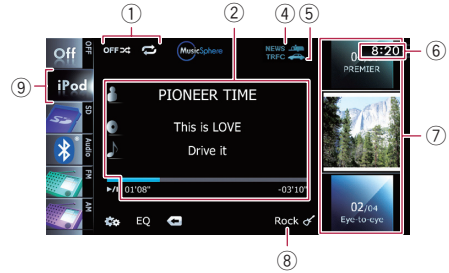 ① ② ④ ⑤
OFF MusicSphere NEWS
TRFC
8:20 ⑥
Off OFF
PREMIER
⑨ iPod
PIONEER TIME
SD
This is LOVE
Audio
Drive it
⑦
FM
▶/II 01'08" -03'10"
AM
02/04
Eye-to-eye
EQ Rock
⑧